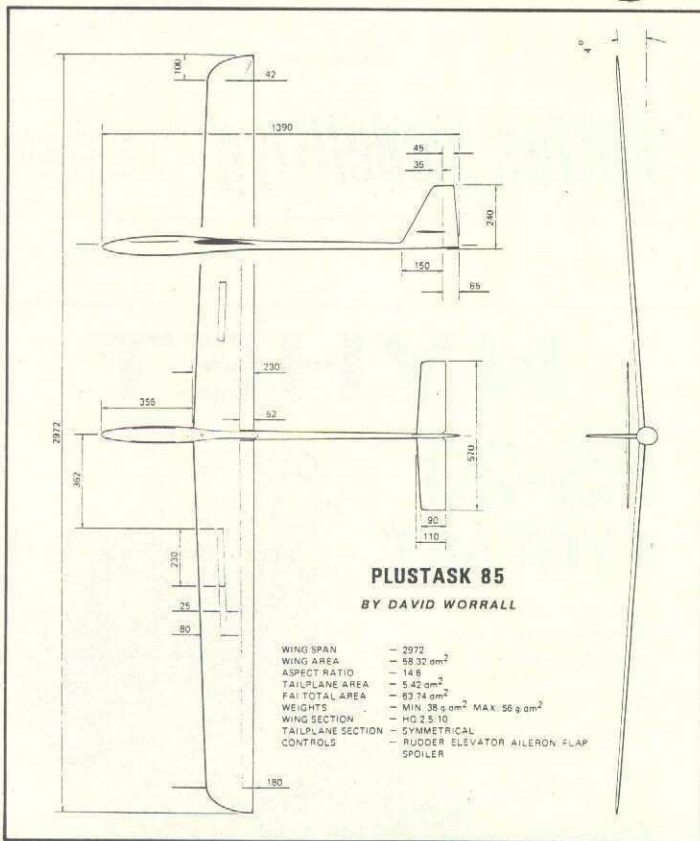 4°
100
42
1390
45
35
240
150
65
230
355
52
2972
362
570
90
110
230
25
80
180
PLUSTASK 85
BY DAVID WORRALL
WING SPAN – 2972
WING AREA – 58.32 dm²
ASPECT RATIO – 14.6
TAILPLANE AREA – 5.42 dm²
FAI TOTAL AREA – 63.74 dm²
WEIGHTS – MIN. 38 g.dm² MAX. 56 g.dm²
WING SECTION – HQ 2.5.10
TAILPLANE SECTION – SYMMETRICAL
CONTROLS – RUDDER ELEVATOR AILERON FLAP
SPOILER